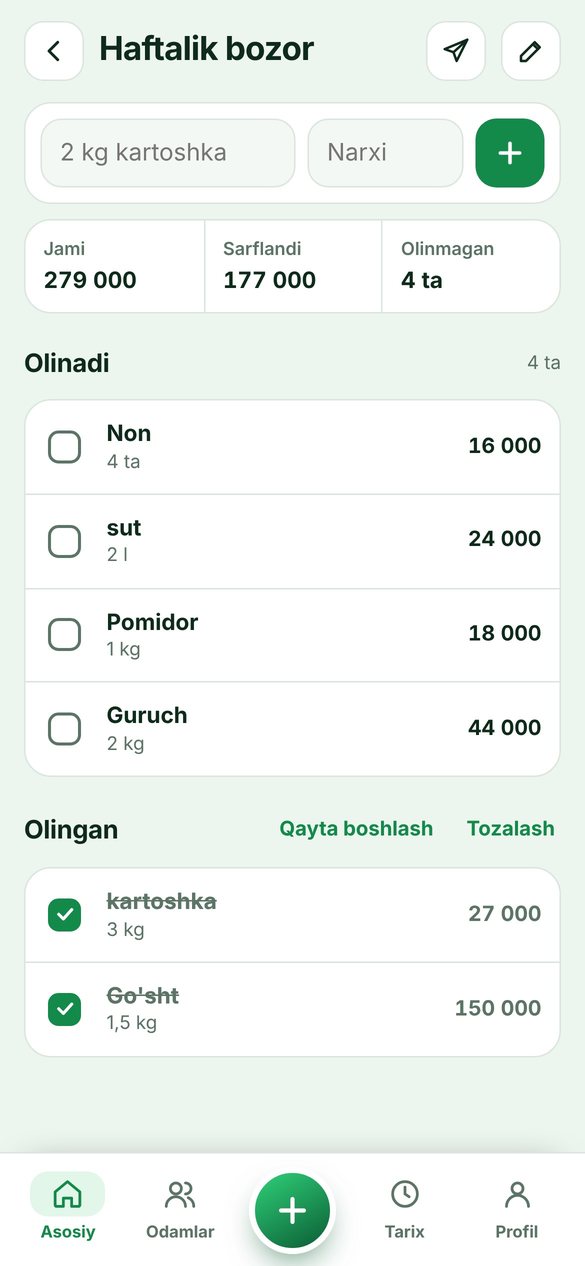 Haftalik bozor
2 kg kartoshka
Narxi
Jami
279 000
Sarflandi
177 000
Olinmagan
4 ta
Olinadi
4 ta
Non
4 ta
16 000
sut
2 l
24 000
Pomidor
1 kg
18 000
Guruch
2 kg
44 000
Olingan
Qayta boshlash
Tozalash
kartoshka
3 kg
27 000
Go'sht
1,5 kg
150 000
Asosiy
Odamlar
Tarix
Profil